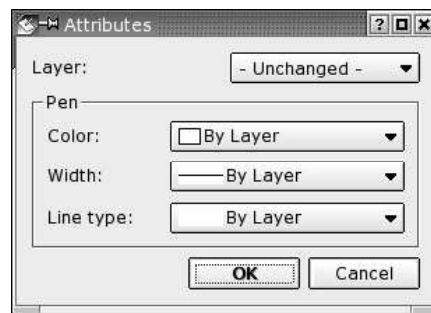 Attributes
Layer: - Unchanged -
Pen
Color: By Layer
Width: By Layer
Line type: By Layer
OK Cancel